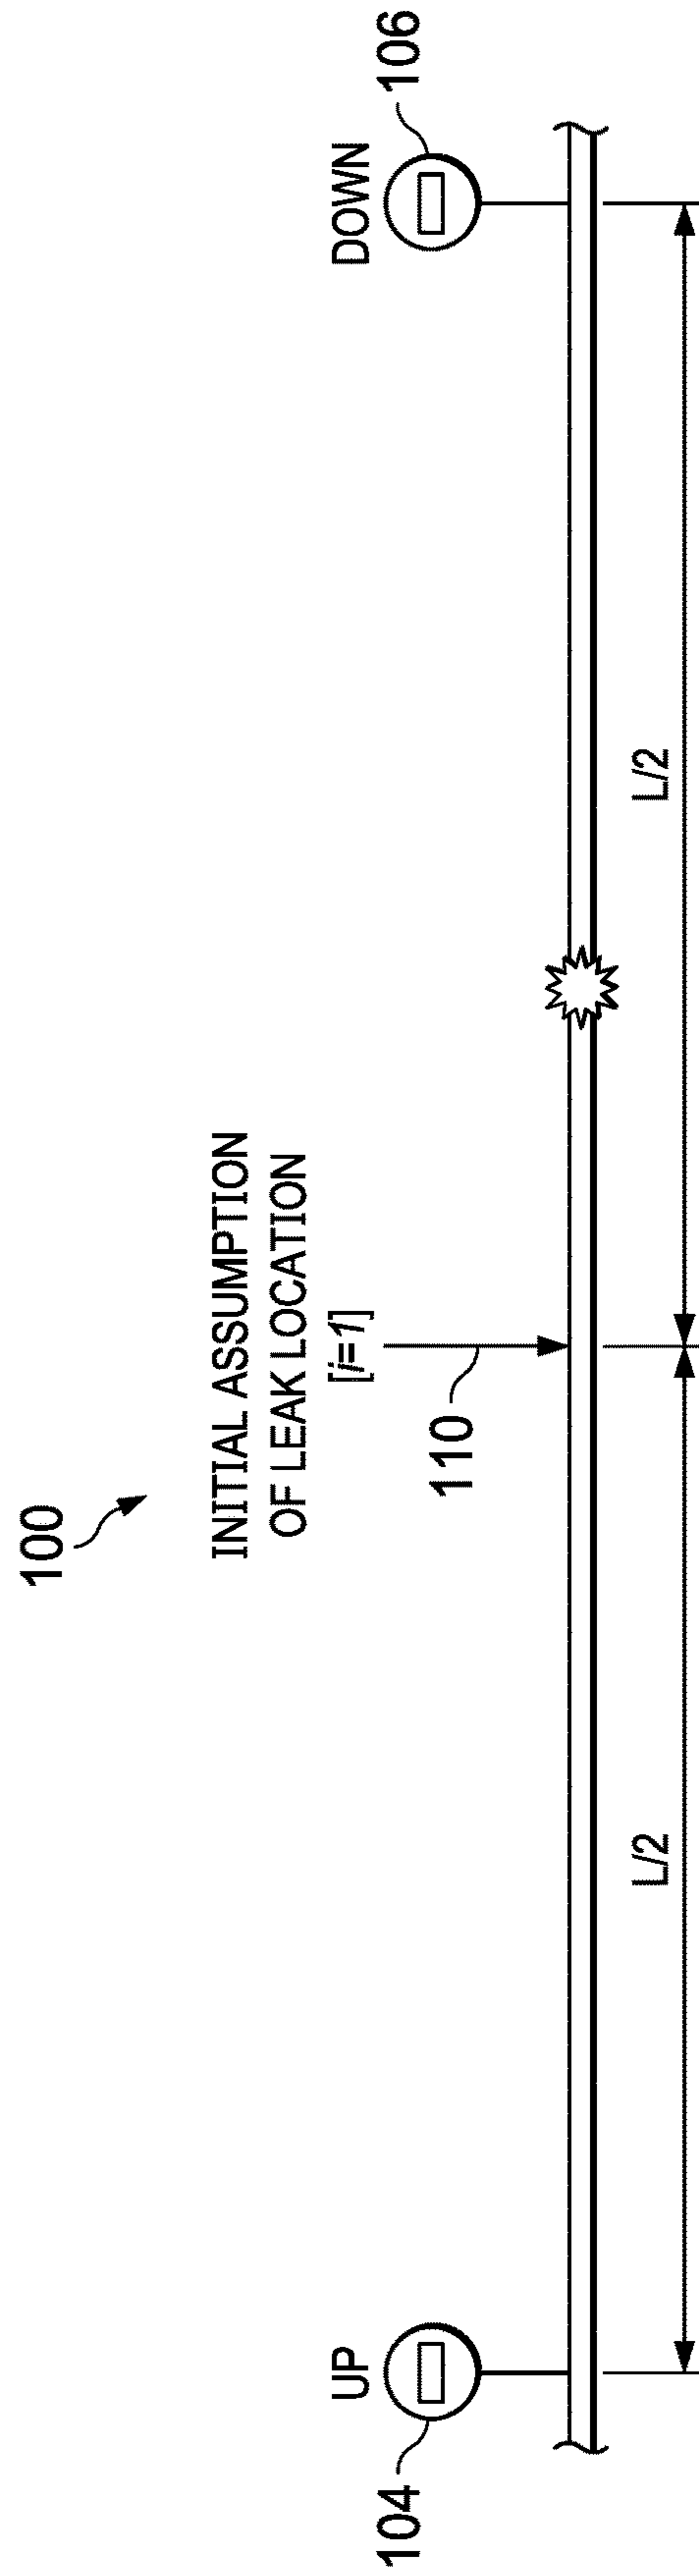 100
INITIAL ASSUMPTION
OF LEAK LOCATION
[i=1]
UP
DOWN
104
110
106
L/2
L/2